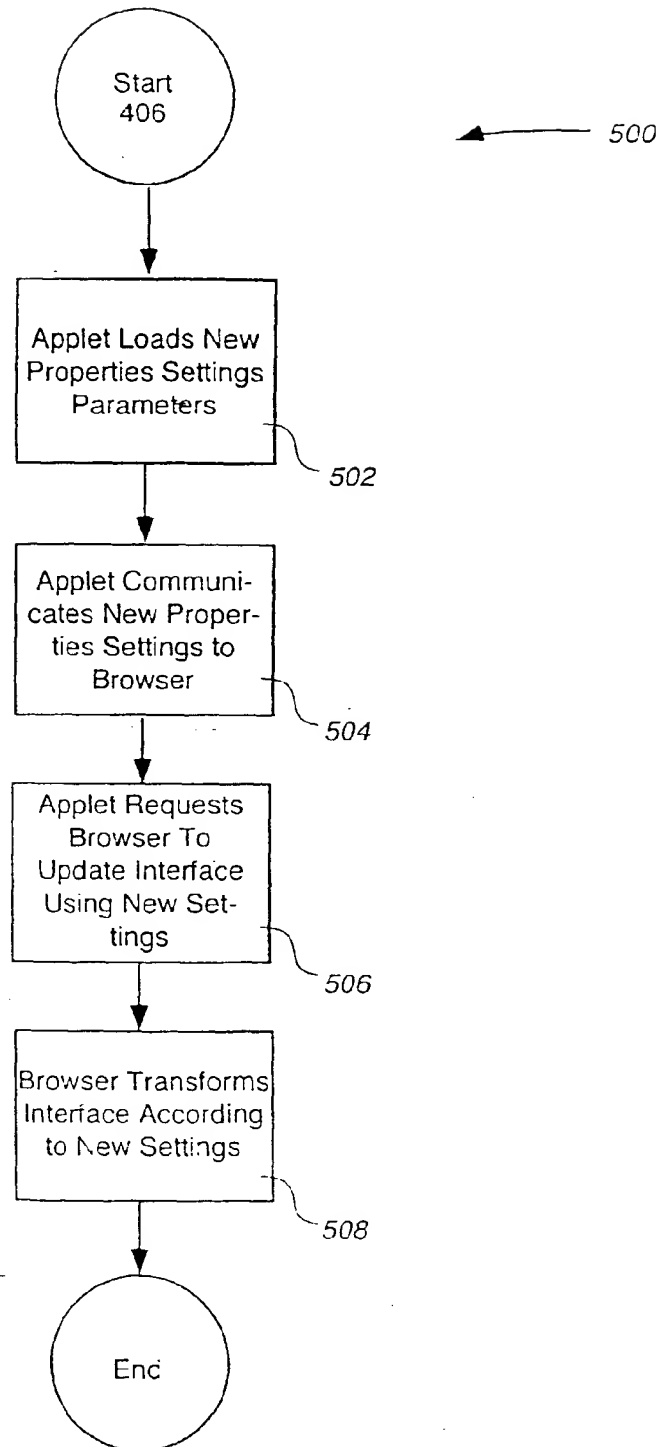 Start
406
500
Applet Loads New
Properties Settings
Parameters
502
Applet Communi-
cates New Proper-
ties Settings to
Browser
504
Applet Requests
Browser To
Update Interface
Using New Set-
tings
506
Browser Transforms
Interface According
to New Settings
508
End